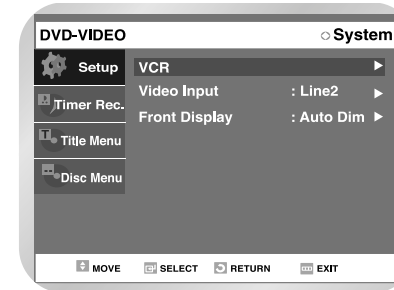 DVD-VIDEO System
Setup
VCR
Video Input : Line2
Front Display : Auto Dim
Timer Rec.
Title Menu
Disc Menu
MOVE SELECT RETURN EXIT